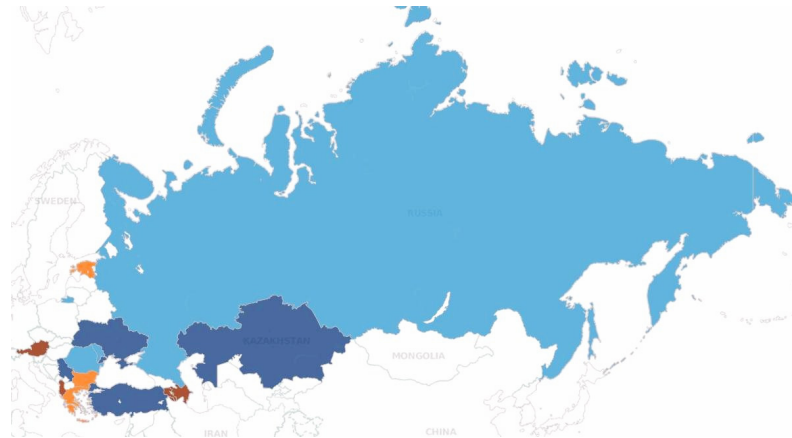 SWEDEN
RUSSIA
KAZAKHSTAN
MONGOLIA
IRAN
CHINA